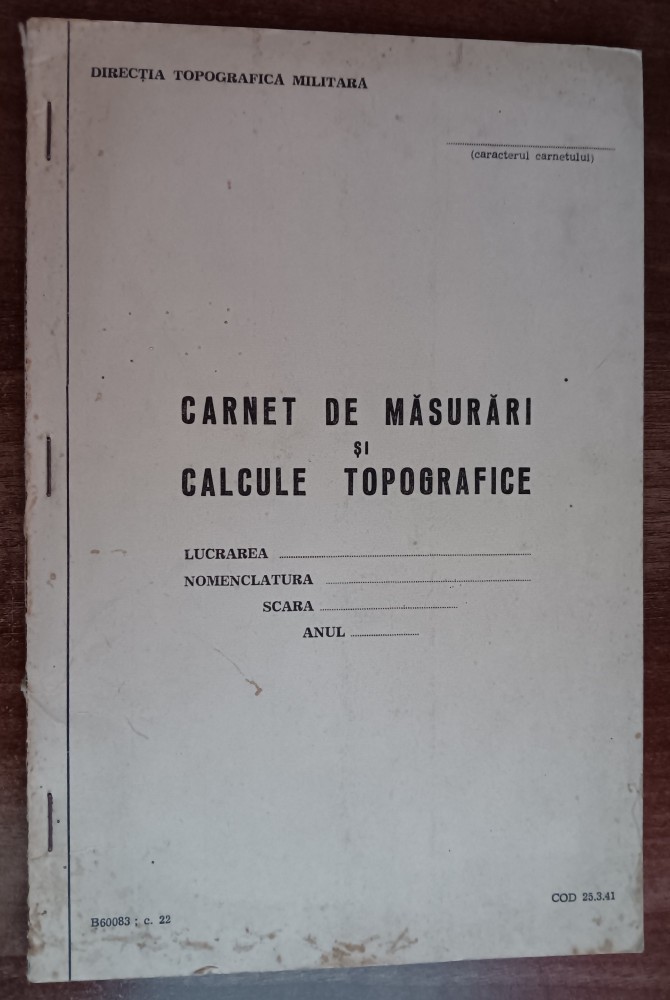 DIRECȚIA TOPOGRAFICA MILITARA
(caracterul carnetului)
CARNET DE MĂSURĂRI
ȘI
CALCULE TOPOGRAFICE
LUCRAREA
NOMENCLATURA
SCARA
ANUL
COD 25.3.41
B60083 ; c. 22